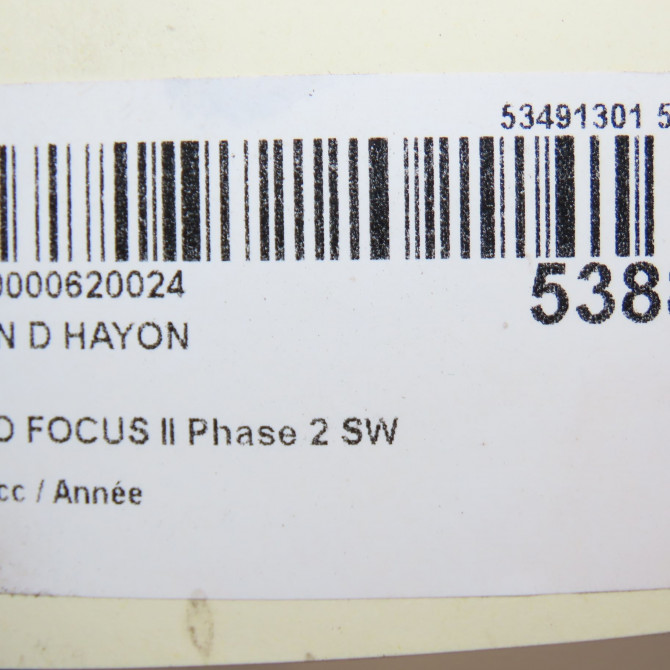 53491301 5
0000620024
538
N D HAYON
O FOCUS II Phase 2 SW
cc / Année